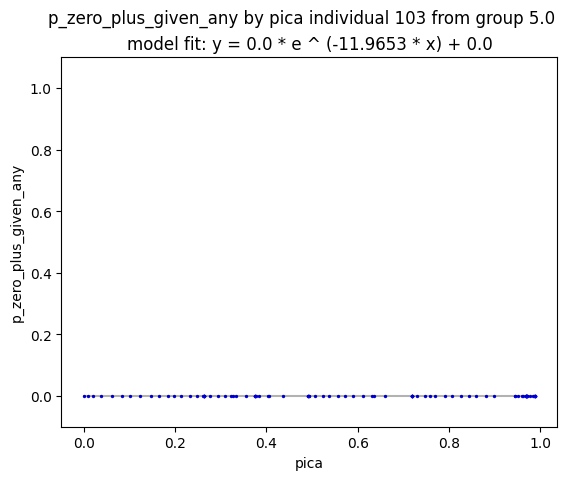 p_zero_plus_given_any by pica individual 103 from group 5.0
model fit: y = 0.0 * e ^ (-11.9653 * x) + 0.0
p_zero_plus_given_any
1.0
0.8
0.6
0.4
0.2
0.0
0.0 0.2 0.4 0.6 0.8 1.0
pica